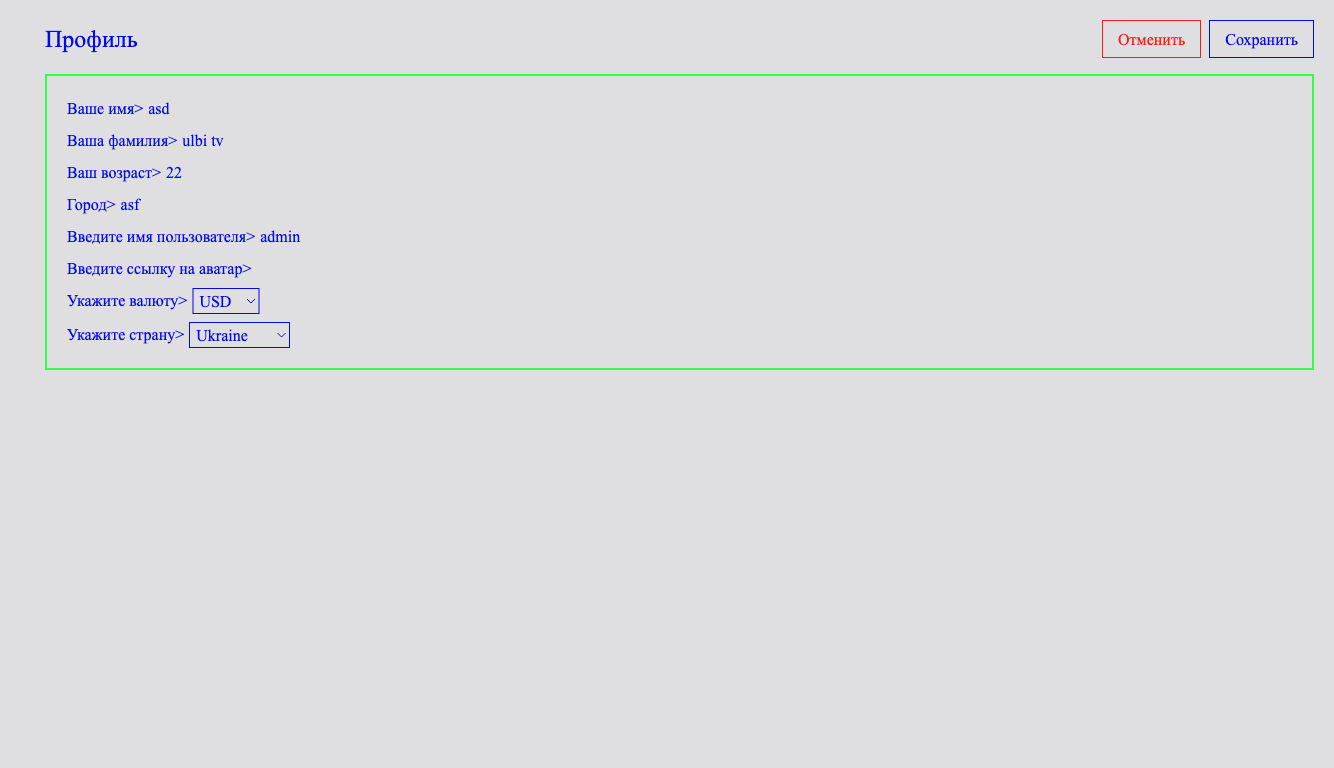 Профиль
Отменить
Сохранить
Ваше имя> asd
Ваша фамилия> ulbi tv
Ваш возраст> 22
Город> asf
Введите имя пользователя> admin
Введите ссылку на аватар>
Укажите валюту> USD
Укажите страну> Ukraine